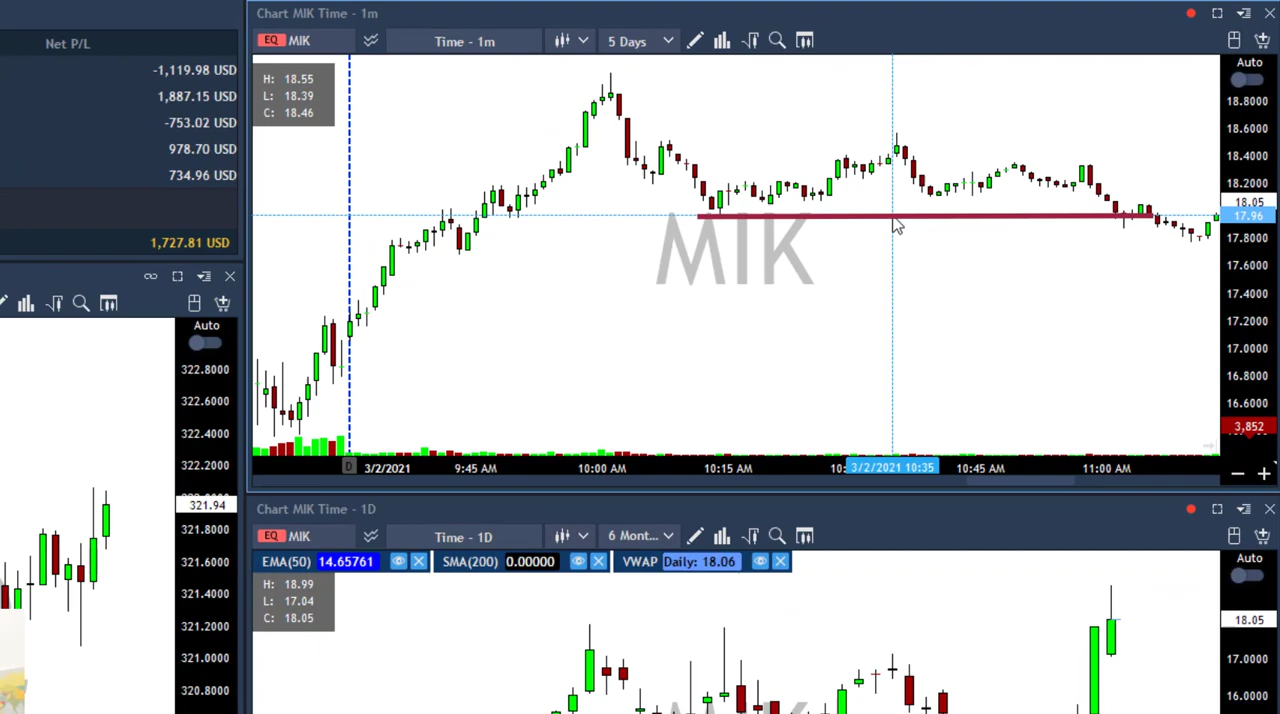 Net P/L
-1,119.98 USD
1,887.15 USD
-753.02 USD
978.70 USD
734.96 USD
1,727.81 USD
Auto
322.8000
322.6000
322.4000
322.2000
321.94
321.8000
321.6000
321.4000
321.2000
321.0000
320.8000
Chart MIK Time - 1m
EQ MIK
Time - 1m
5 Days
H: 18.55
L: 18.39
C: 18.46
MIK
Auto
18.8000
18.6000
18.4000
18.2000
18.05
17.96
17.8000
17.6000
17.4000
17.2000
17.0000
16.8000
16.6000
3,852
D 3/2/2021 9:45 AM 10:00 AM 10:15 AM 10: 3/2/2021 10:35 10:45 AM 11:00 AM
Chart MIK Time - 1D
EQ MIK
Time - 1D
6 Mont...
EMA(50) 14.65761 SMA(200) 0.00000 VWAP Daily: 18.06
H: 18.99
L: 17.04
C: 18.05
Auto
18.05
17.0000
16.0000